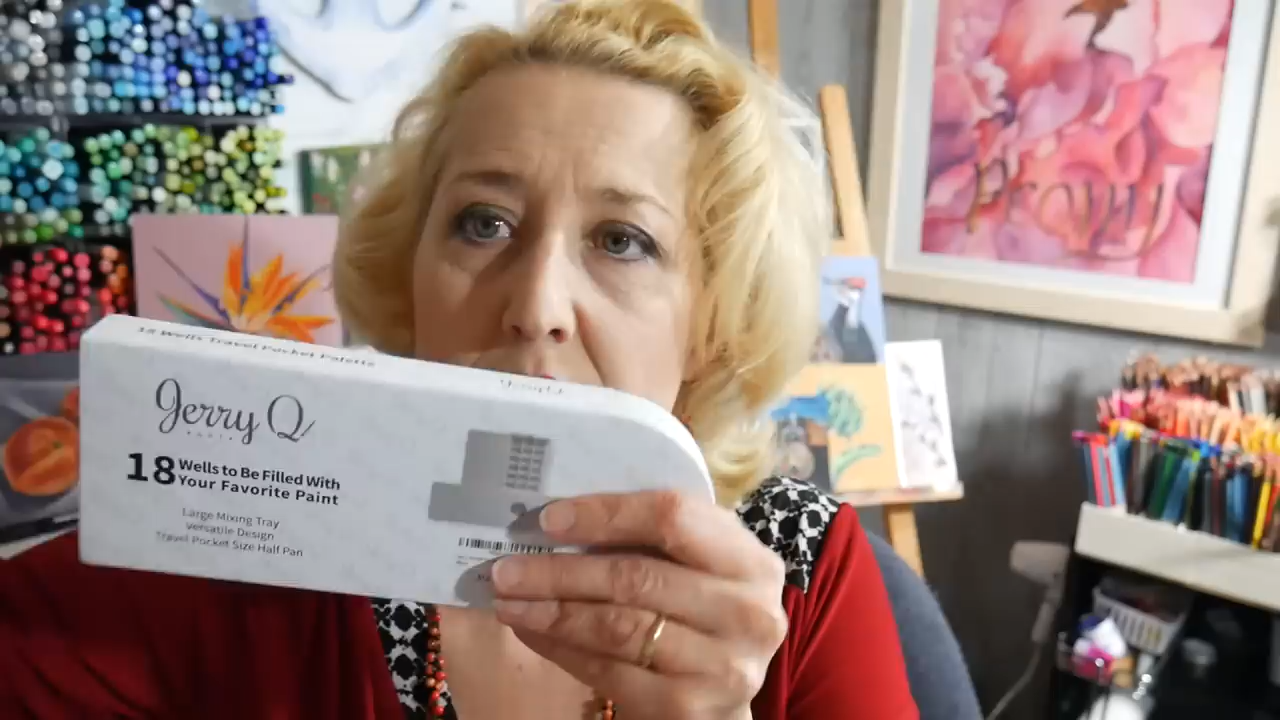 18 Wells Travel Pocket Palette
Jerry Q
18 Wells to Be Filled With
Your Favorite Paint
Large Mixing Tray
Versatile Design
Travel Pocket Size Half Pan